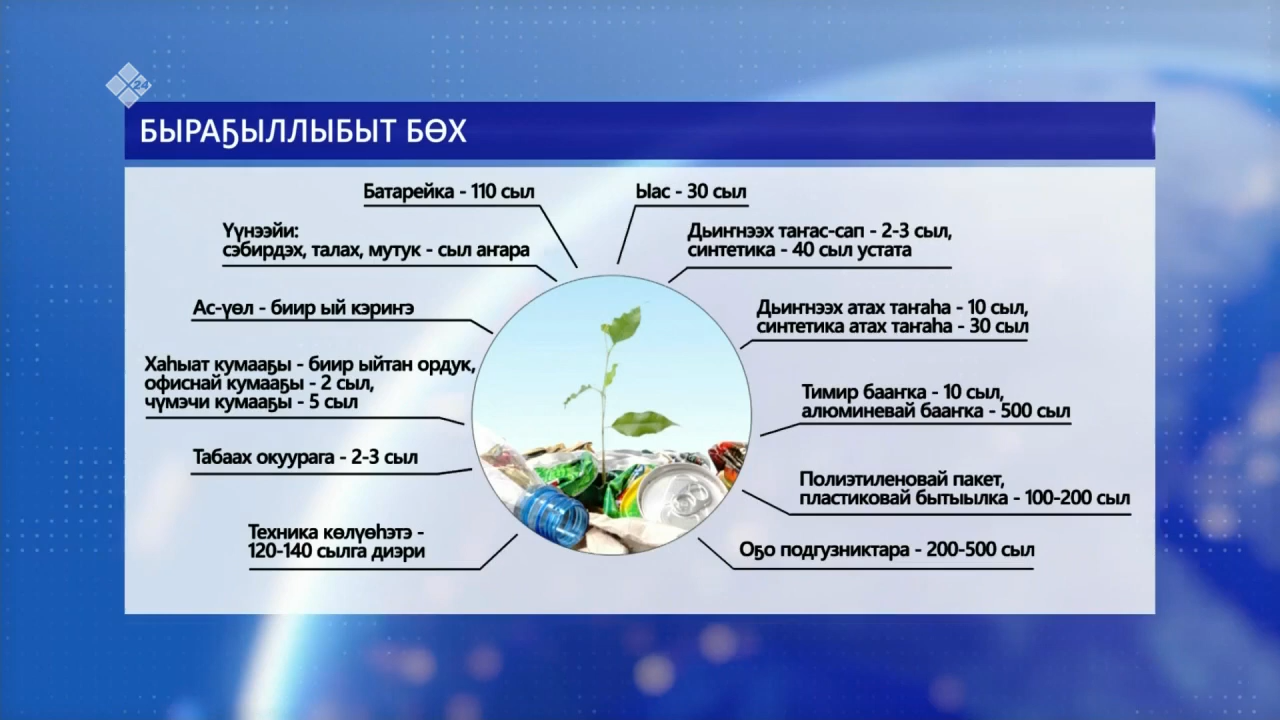 X24
БЫРАҔЫЛЛЫБЫТ БӨХ
Батарейка - 110 сыл
Үүнээйи:
сэбирдэх, талах, мутук - сыл аҥара
Ас-үөл - биир ый кэриҥэ
Хаһыат кумааҕы - биир ыйтан ордук,
офиснай кумааҕы - 2 сыл,
чүмэчи кумааҕы - 5 сыл
Табаах окуурага - 2-3 сыл
Техника көлүөһэтэ -
120-140 сылга диэри
Ыас - 30 сыл
Дьиҥнээх таҥас-сап - 2-3 сыл,
синтетика - 40 сыл устата
Дьиҥнээх атах таҥаһа - 10 сыл,
синтетика атах таҥаһа - 30 сыл
Тимир бааҥка - 10 сыл,
алюминевай бааҥка - 500 сыл
Полиэтиленовай пакет,
пластиковай бытыылка - 100-200 сыл
Оҕо подгузниктара - 200-500 сыл